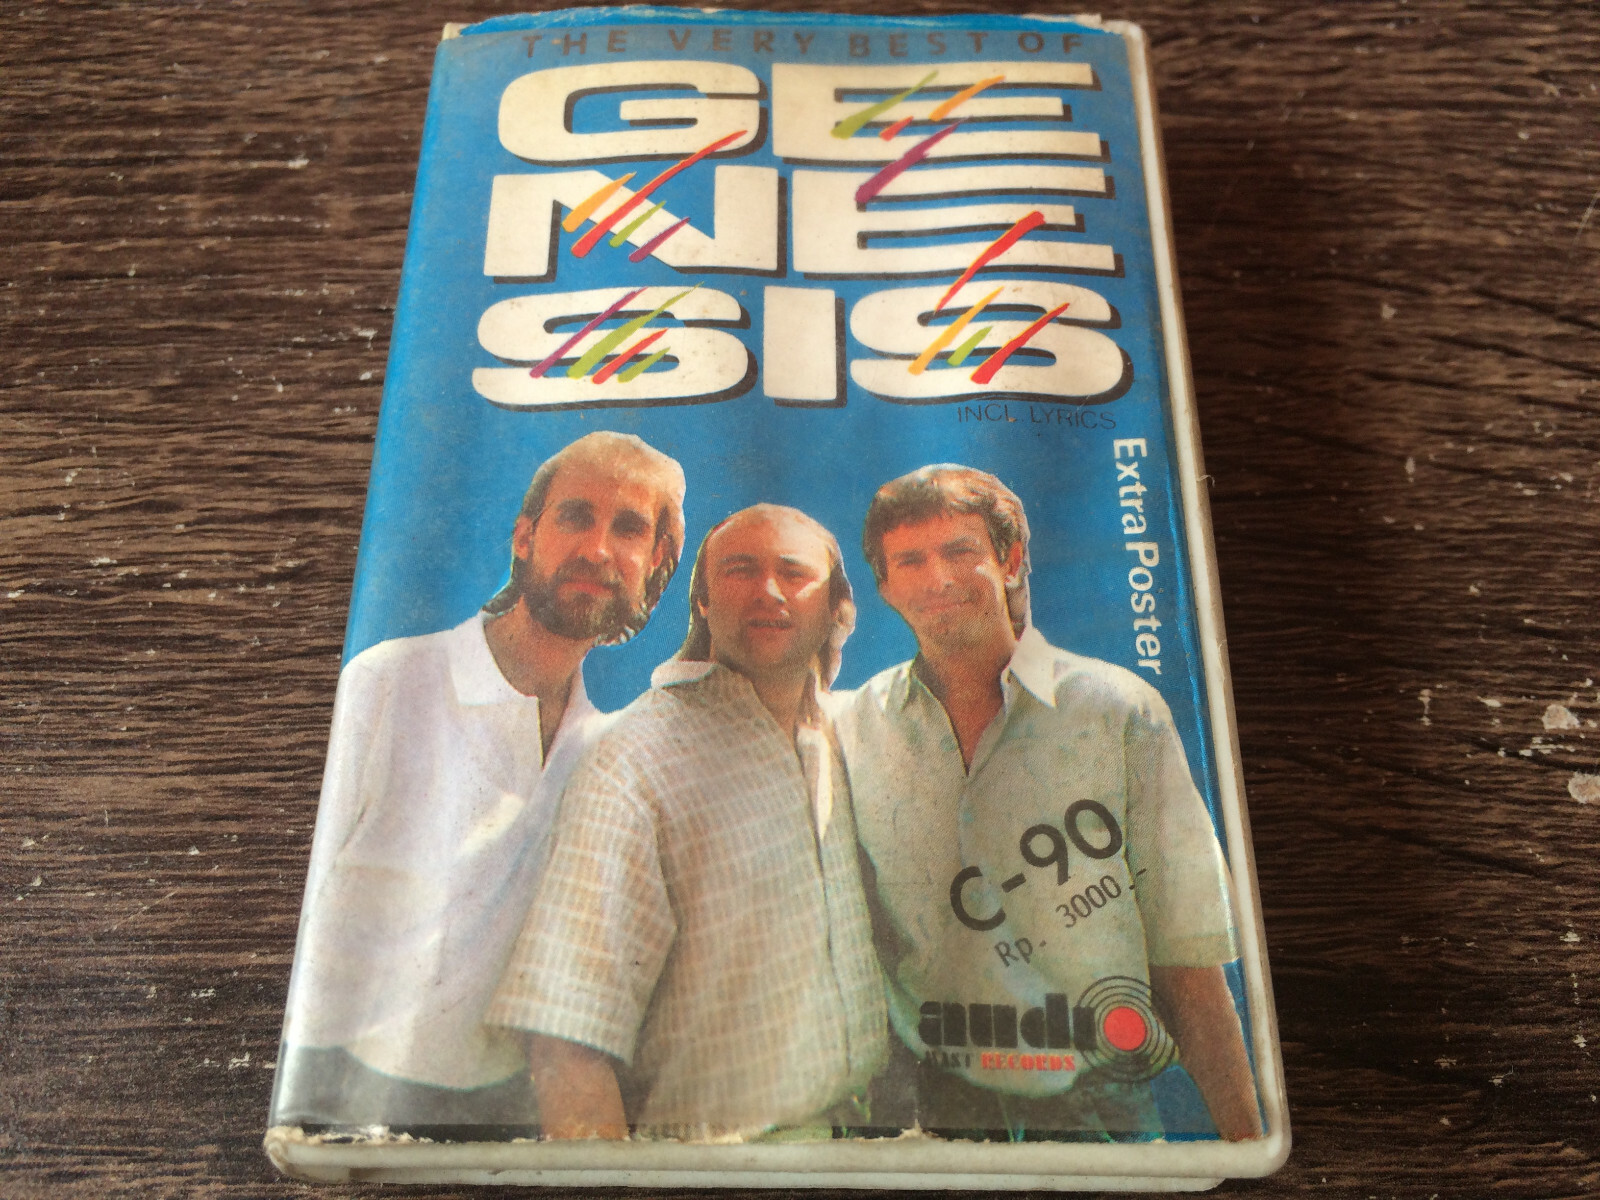 THE VERY BEST OF
GE
NE
SIS
INCL LYRICS
Extra Poster
C-90
Rp. 3000.-
audio
RECORDS